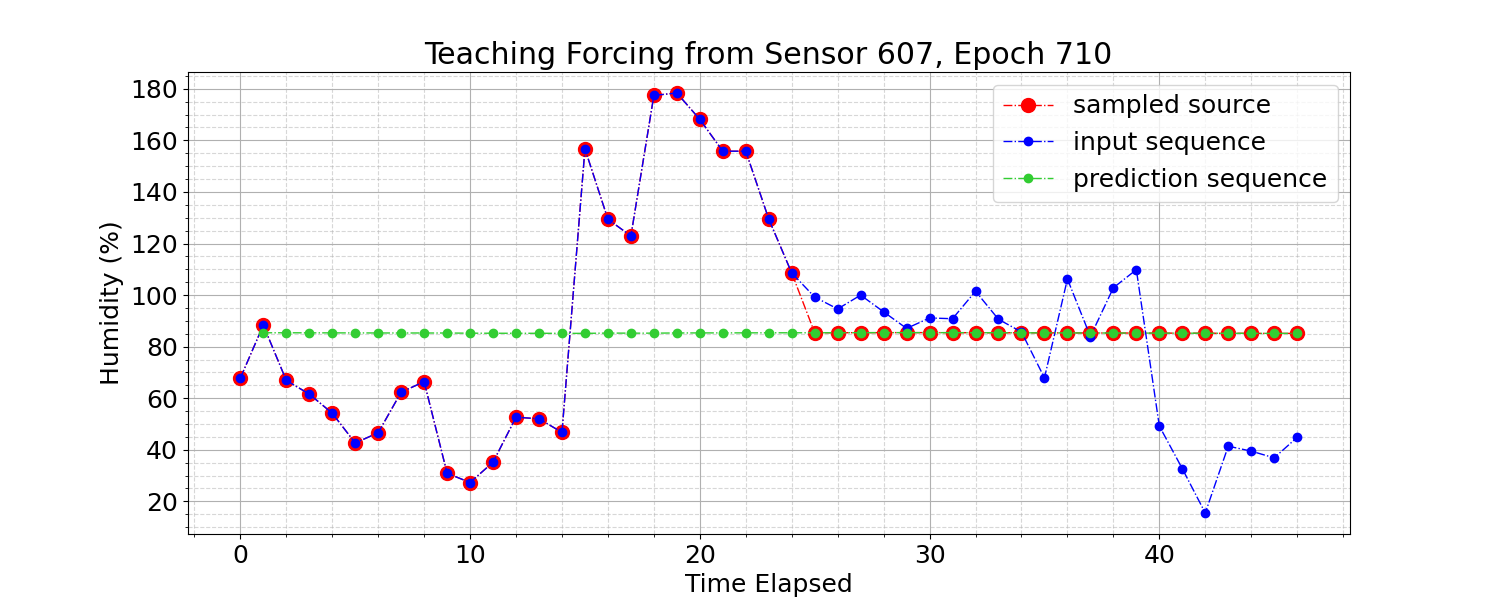 Teaching Forcing from Sensor 607, Epoch 710
180
160
140
120
100
80
60
40
20
Humidity (%)
sampled source
input sequence
prediction sequence
0 10 20 30 40
Time Elapsed